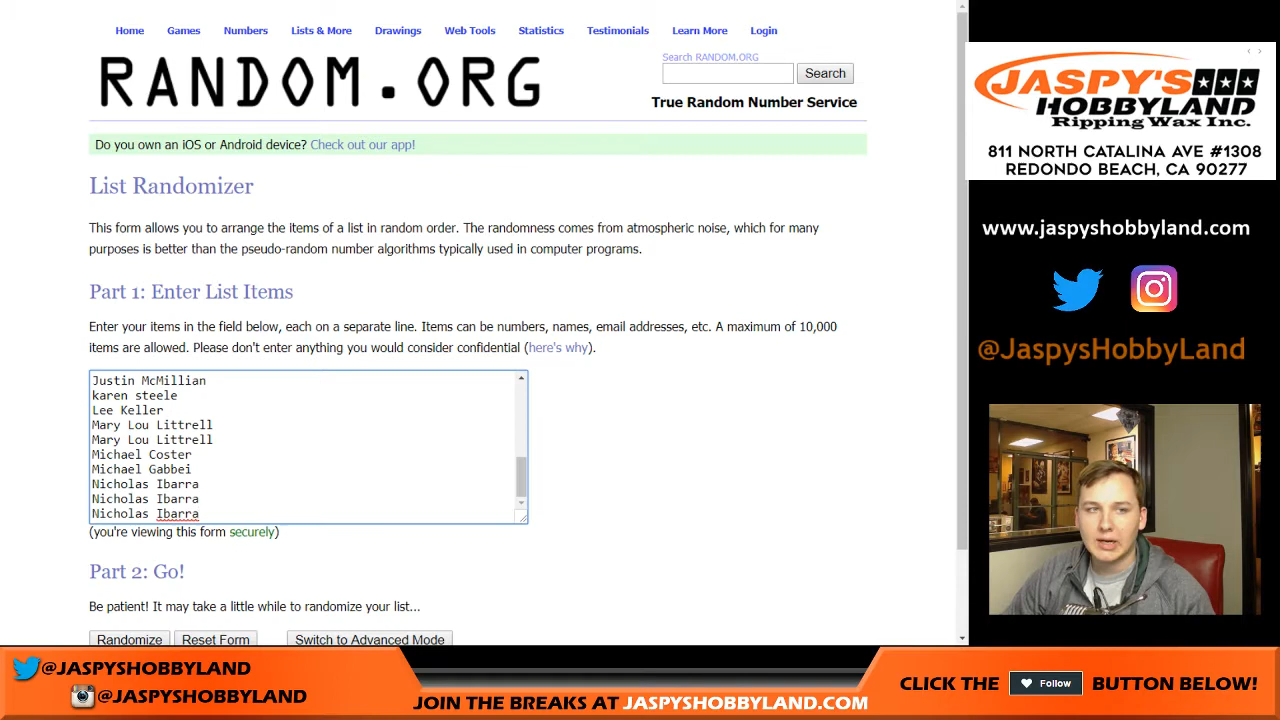 Home Games Numbers Lists & More Drawings Web Tools Statistics Testimonials Learn More Login
RANDOM.ORG
Search RANDOM.ORG
Search
True Random Number Service
Do you own an iOS or Android device? Check out our app!
List Randomizer
This form allows you to arrange the items of a list in random order. The randomness comes from atmospheric noise, which for many
purposes is better than the pseudo-random number algorithms typically used in computer programs.
Part 1: Enter List Items
Enter your items in the field below, each on a separate line. Items can be numbers, names, email addresses, etc. A maximum of 10,000
items are allowed. Please don't enter anything you would consider confidential (here's why).
Justin McMillian
karen steele
Lee Keller
Mary Lou Littrell
Mary Lou Littrell
Michael Coster
Michael Gabbei
Nicholas Ibarra
Nicholas Ibarra
Nicholas Ibarra
(you're viewing this form securely)
Part 2: Go!
Be patient! It may take a little while to randomize your list...
Randomize Reset Form Switch to Advanced Mode
JASPY'S
HOBBYLAND
Ripping Wax Inc.
811 NORTH CATALINA AVE #1308
REDONDO BEACH, CA 90277
www.jaspyshobbyland.com
@JaspysHobbyLand
@JASPYSHOBBYLAND
@JASPYSHOBBYLAND
JOIN THE BREAKS AT JASPYSHOBBYLAND.COM
CLICK THE Follow BUTTON BELOW!